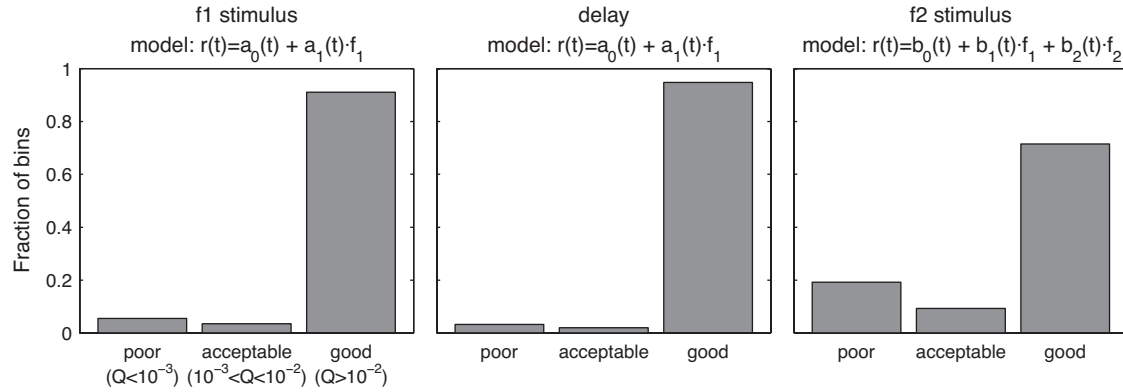 f1 stimulus
model: r(t)=a₀(t) + a₁(t)·f₁
delay
model: r(t)=a₀(t) + a₁(t)·f₁
f2 stimulus
model: r(t)=b₀(t) + b₁(t)·f₁ + b₂(t)·f₂
Fraction of bins
1
0.8
0.6
0.4
0.2
0
poor acceptable good
(Q<10⁻³) (10⁻³<Q<10⁻²) (Q>10⁻²)
poor acceptable good
poor acceptable good